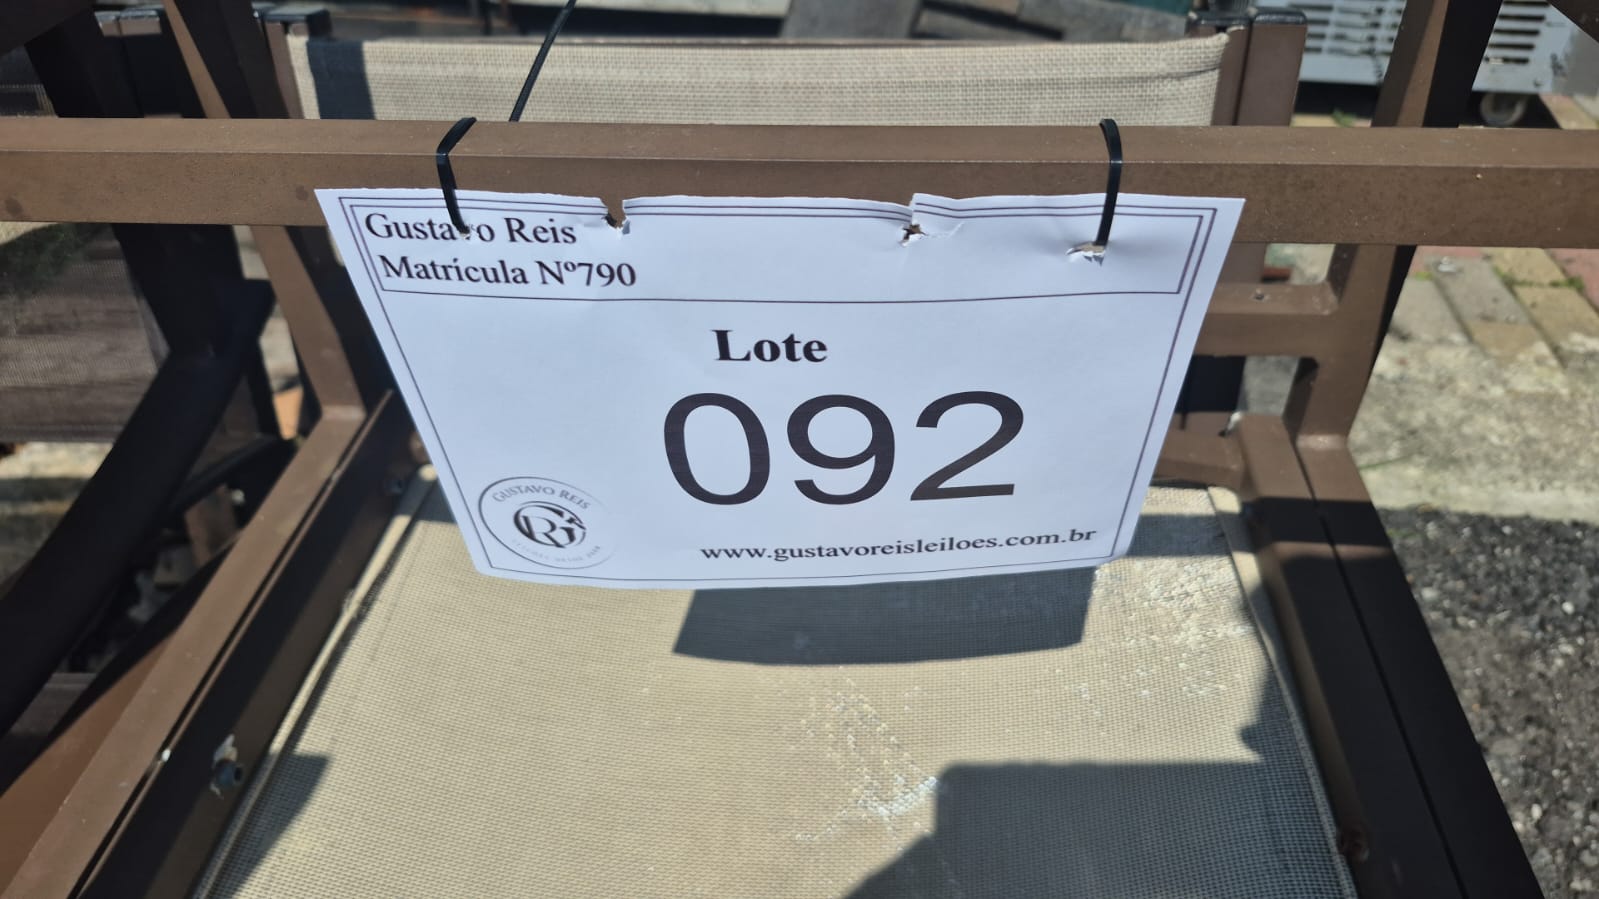 Gustavo Reis
Matrícula Nº790
Lote
092
GUSTAVO REIS
www.gustavoreisleiloes.com.br